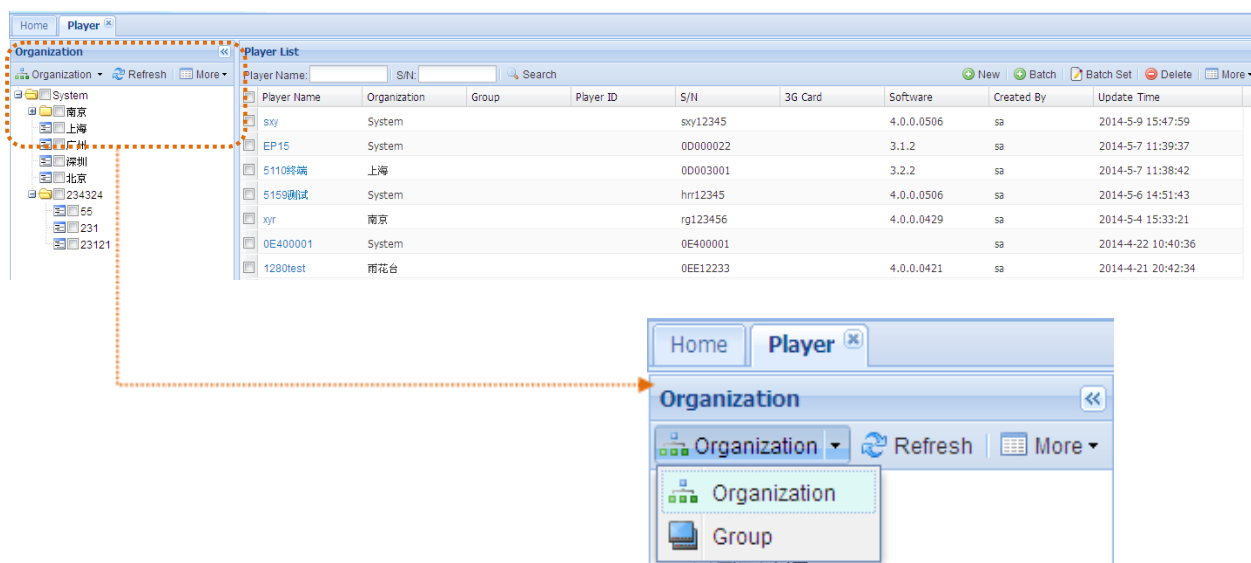 Home Player
Organization Player List
Organization Refresh More Player Name: S/N: Search New Batch Batch Set Delete More
System Player Name Organization Group Player ID S/N 3G Card Software Created By Update Time
南京
上海 sxy System sxy12345 4.0.0.0506 sa 2014-5-9 15:47:59
广州 EP15 System 0D000022 3.1.2 sa 2014-5-7 11:39:37
深圳
北京 5110终端 上海 0D003001 3.2.2 sa 2014-5-7 11:38:42
234324 5159测试 System hrr12345 4.0.0.0506 sa 2014-5-6 14:51:43
55
231 xyr 南京 rg123456 4.0.0.0429 sa 2014-5-4 15:33:21
23121 0E400001 System 0E400001 sa 2014-4-22 10:40:36
1280test 雨花台 0EE12233 4.0.0.0421 sa 2014-4-21 20:42:34
Home Player
Organization
Organization Refresh More
Organization
Group